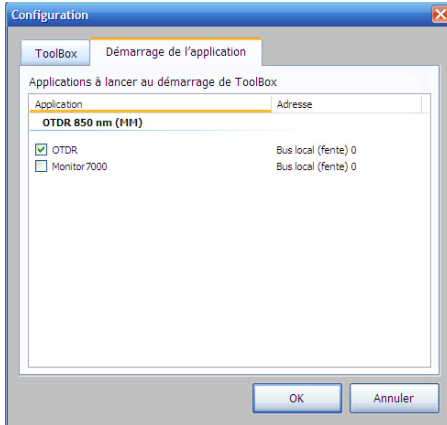 Configuration
ToolBox Démarrage de l'application
Applications à lancer au démarrage de ToolBox
Application Adresse
OTDR 850 nm (MM)
OTDR Bus local (fente) 0
Monitor7000 Bus local (fente) 0
OK Annuler